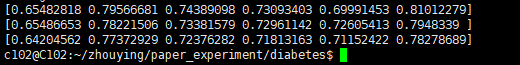 [0.65482818 0.79566681 0.74389098 0.73093403 0.69991453 0.81012279]
[0.65486653 0.78221506 0.73381579 0.72961142 0.72605413 0.7948339 ]
[0.64204562 0.77372929 0.72376282 0.71813163 0.71152422 0.78278689]
c102@C102:~/zhouying/paper_experiment/diabetes$